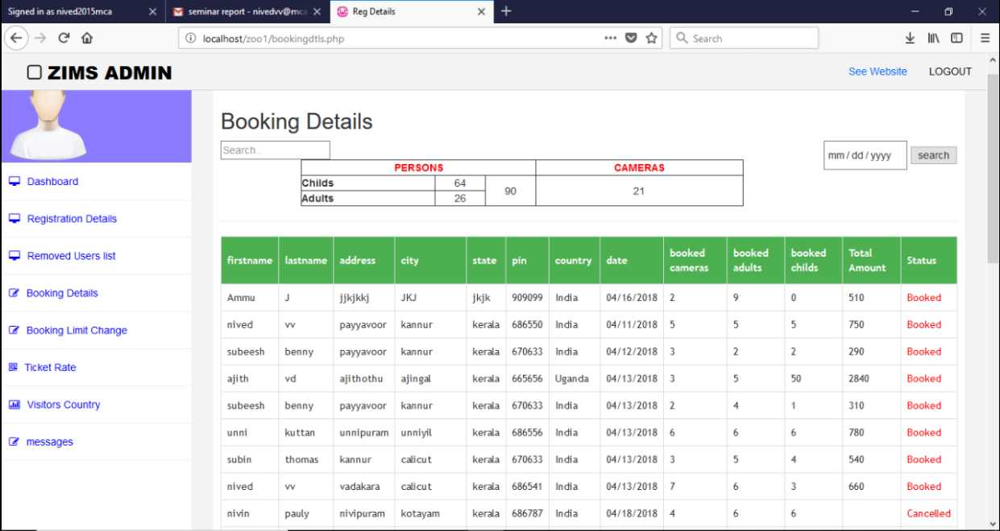 Signed in as nived2015mca
seminar report - nivedvv@mca
Reg Details
localhost/zoo1/bookingdtls.php
Search
ZIMS ADMIN
See Website
LOGOUT
Dashboard
Registration Details
Removed Users list
Booking Details
Booking Limit Change
Ticket Rate
Visitors Country
messages
Booking Details
Search..
mm / dd / yyyy
search
PERSONS CAMERAS
Childs 64 90 21
Adults 26
firstname lastname address city state pin country date booked cameras booked adults booked childs Total Amount Status
Ammu J jjkjkkj JKJ jkjk 909099 India 04/16/2018 2 9 0 510 Booked
nived vv payyavoor kannur kerala 686550 India 04/11/2018 5 5 5 750 Booked
subeesh benny payyavoor kannur kerala 670633 India 04/12/2018 3 2 2 290 Booked
ajith vd ajithothu ajingal kerala 665656 Uganda 04/13/2018 3 5 50 2840 Booked
subeesh benny payyavoor kannur kerala 670633 India 04/13/2018 2 4 1 310 Booked
unni kuttan unnipuram unniyil kerala 686556 India 04/13/2018 6 6 6 780 Booked
subin thomas kannur calicut kerala 670633 India 04/13/2018 3 5 4 540 Booked
nived vv vadakara calicut kerala 686541 India 04/13/2018 7 6 3 660 Booked
nivin pauly nivipuram kotayam kerala 686787 India 04/18/2018 4 6 6 Cancelled